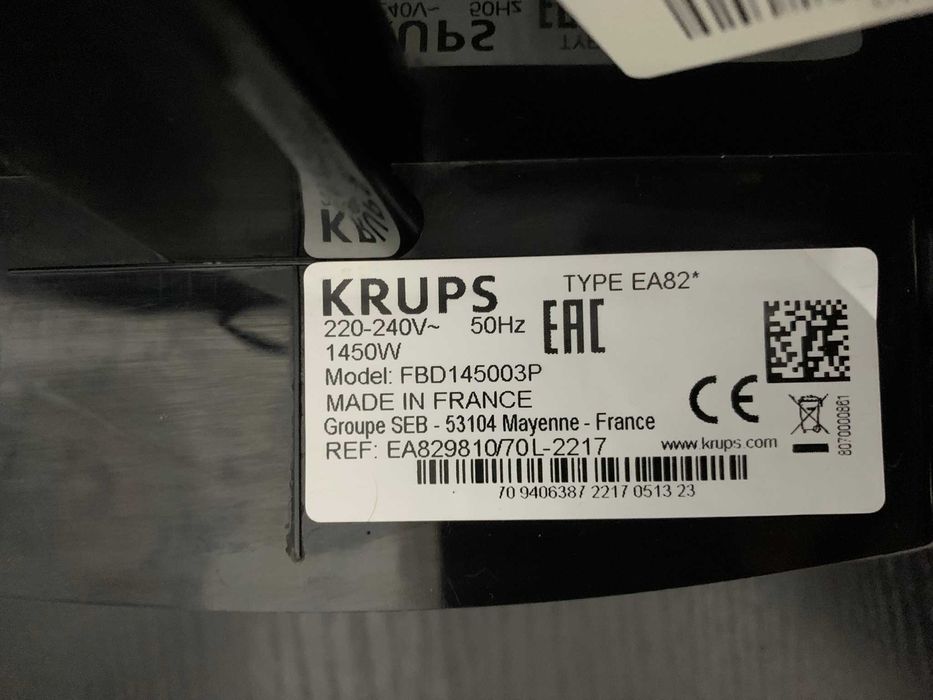 KRUPS
TYPE EA82*
220-240V~ 50Hz
EAC
1450W
Model: FBD145003P
MADE IN FRANCE
CE
Groupe SEB - 53104 Mayenne - France
REF: EA829810/70L-2217
www.krups.com
8070000861
70 9406387 2217 0513 23